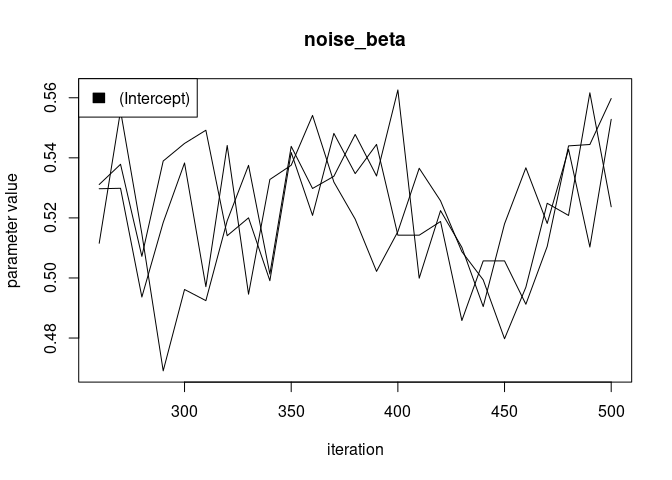 noise_beta
(Intercept)
parameter value
0.56
0.54
0.52
0.50
0.48
300 350 400 450 500
iteration